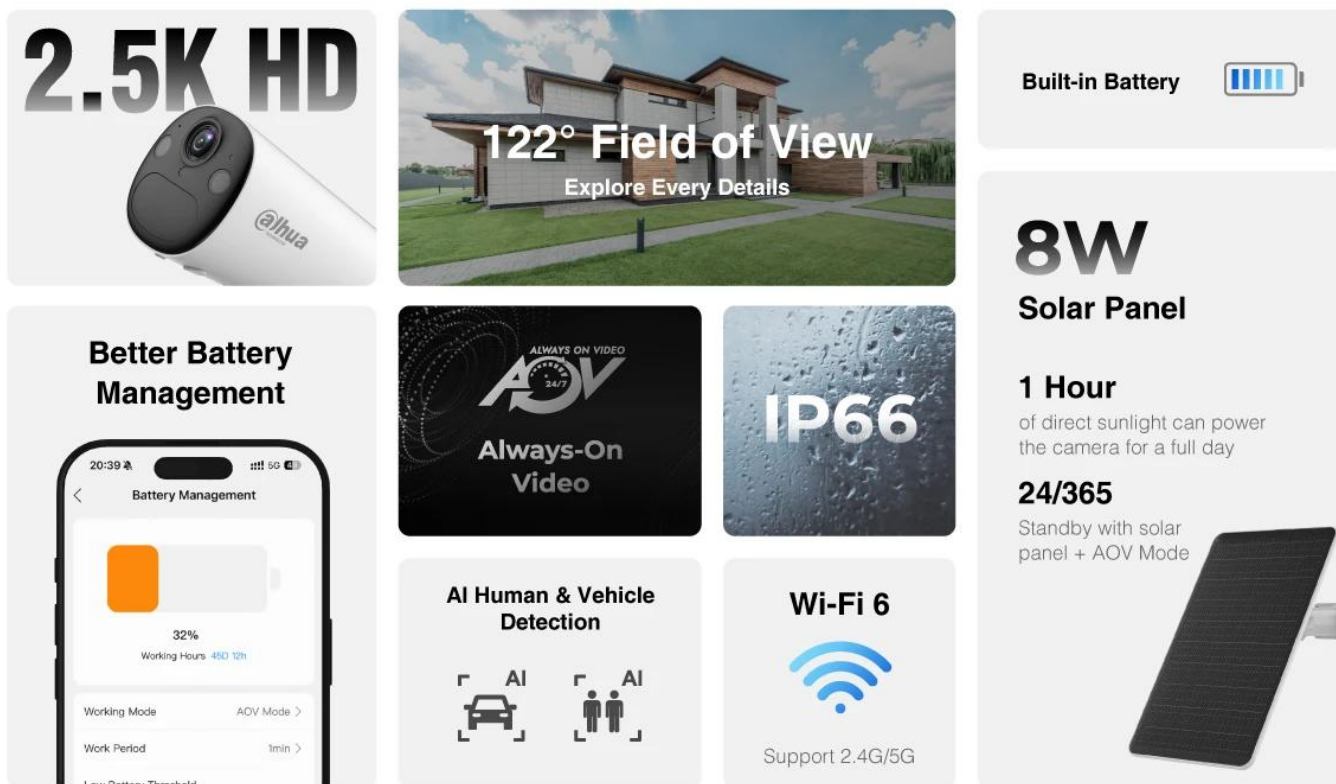 2.5K HD
alhua
TECHNOLOGY
122° Field of View
Explore Every Details
Built-in Battery
8W
Solar Panel
1 Hour
of direct sunlight can power
the camera for a full day
24/365
Standby with solar
panel + AOV Mode
Better Battery
Management
20:39
5G
Battery Management
32%
Working Hours 45D 12h
Working Mode AOV Mode >
Work Period 1min >
Low Battery Threshold
ALWAYS ON VIDEO
AOV
24/7
Always-On
Video
IP66
AI Human & Vehicle
Detection
AI AI
Wi-Fi 6
Support 2.4G/5G